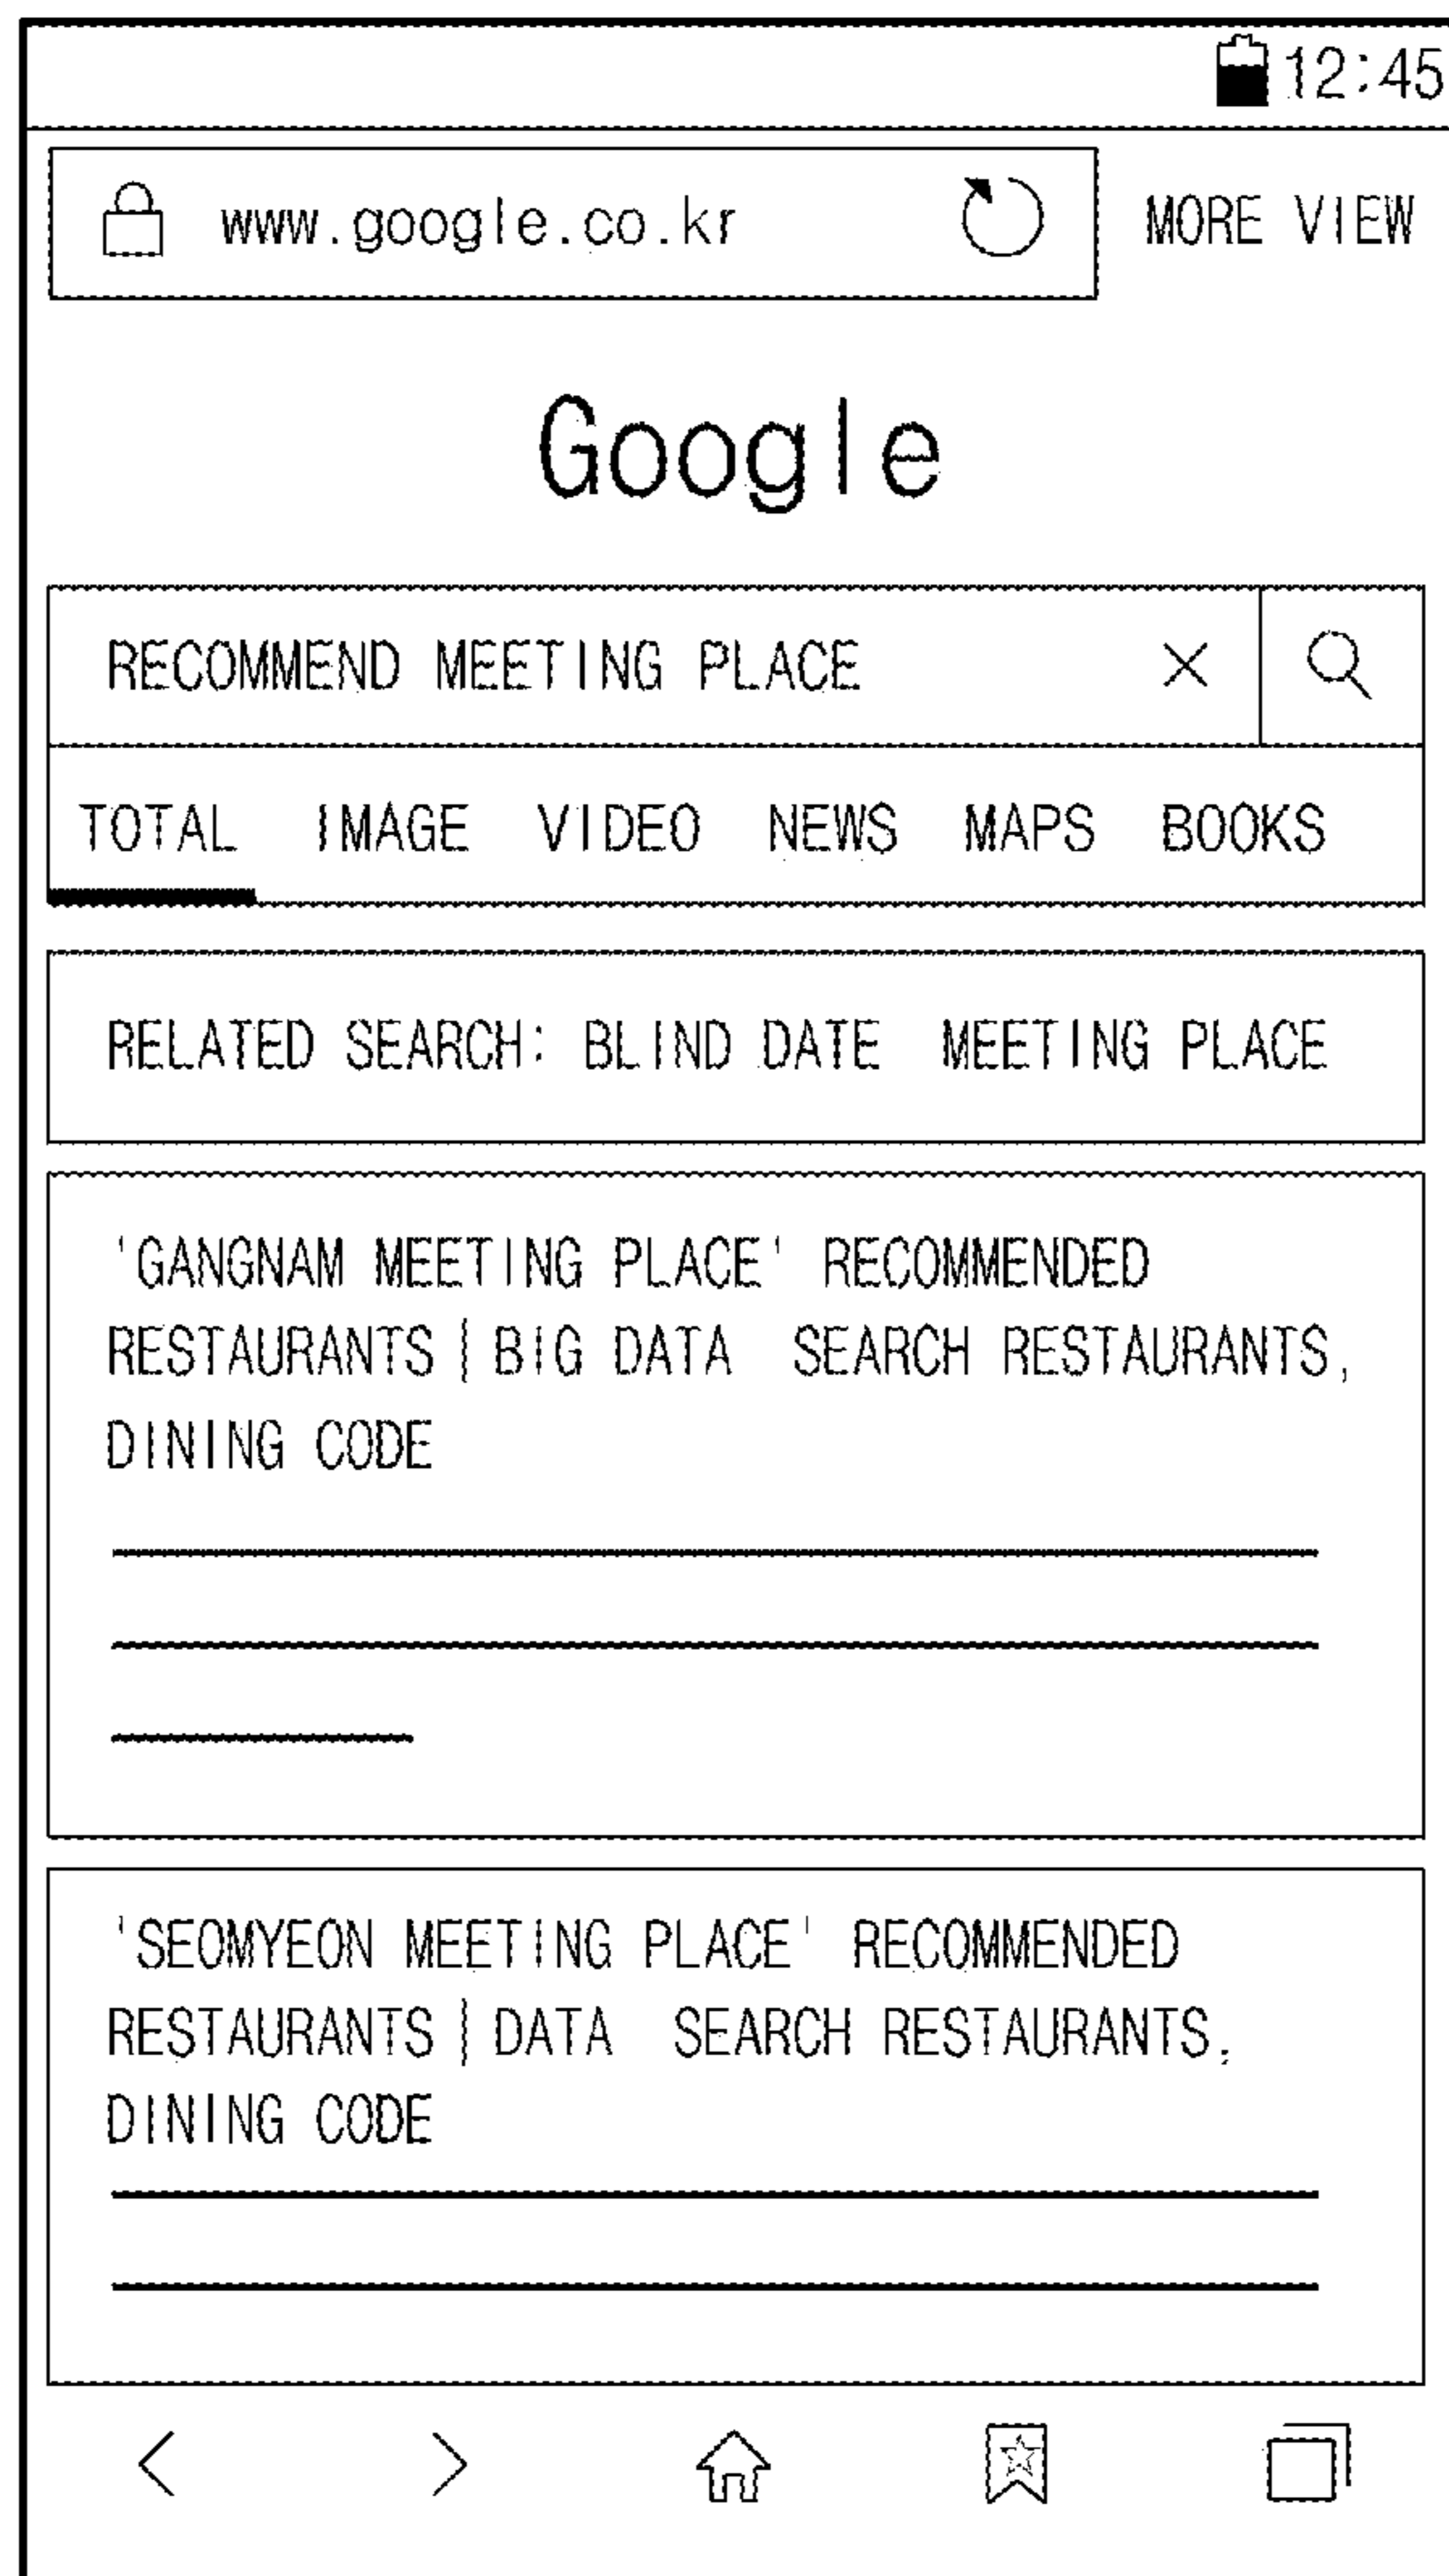 12:45
www.google.co.kr MORE VIEW
Google
RECOMMEND MEETING PLACE
TOTAL IMAGE VIDEO NEWS MAPS BOOKS
RELATED SEARCH: BLIND DATE MEETING PLACE
'GANGNAM MEETING PLACE' RECOMMENDED
RESTAURANTS | BIG DATA SEARCH RESTAURANTS,
DINING CODE
'SEOMYEON MEETING PLACE' RECOMMENDED
RESTAURANTS | DATA SEARCH RESTAURANTS,
DINING CODE